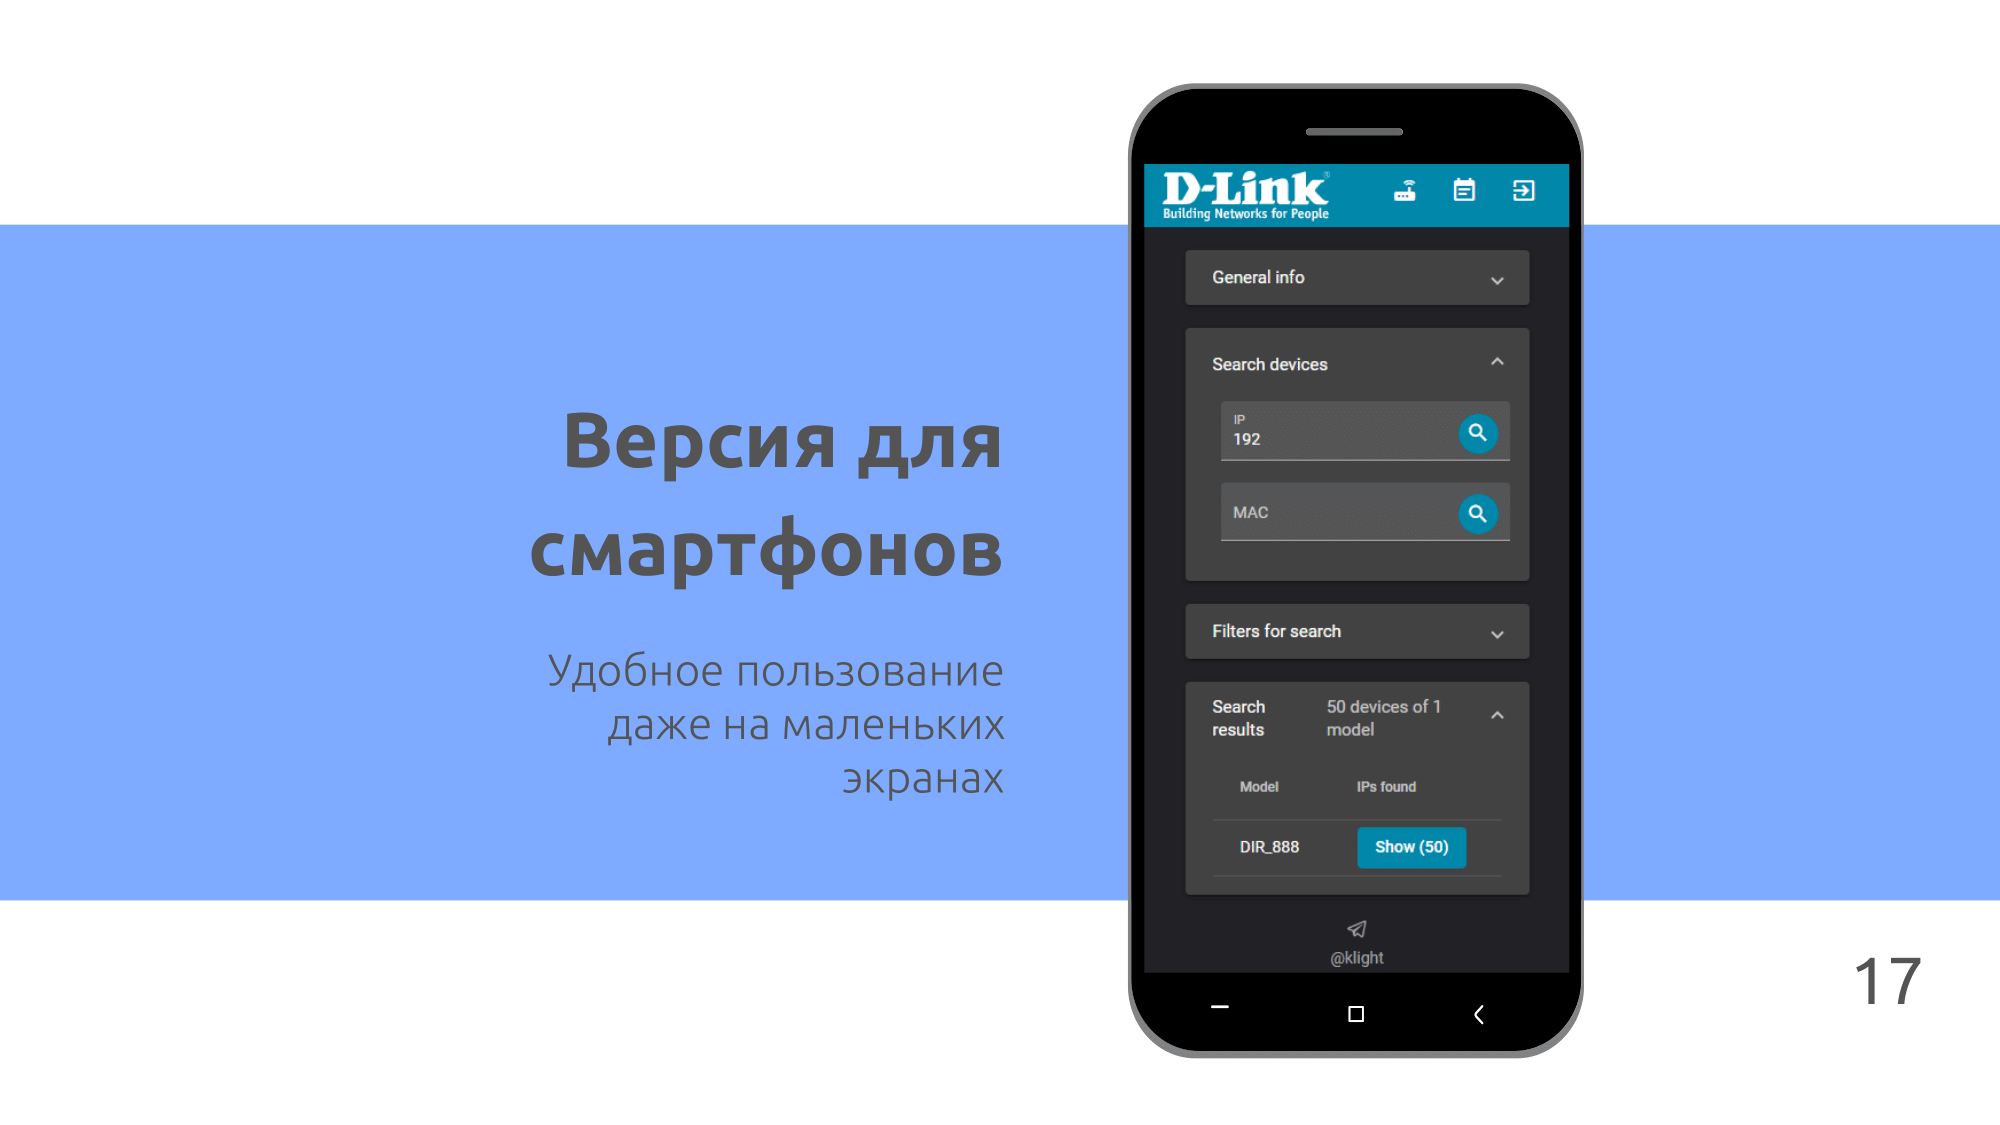 Версия для
смартфонов
Удобное пользование
даже на маленьких
экранах
D-Link®
Building Networks for People
General info
Search devices
IP
192
MAC
Filters for search
Search results
50 devices of 1 model
Model IPs found
DIR_888 Show (50)
@klight
17